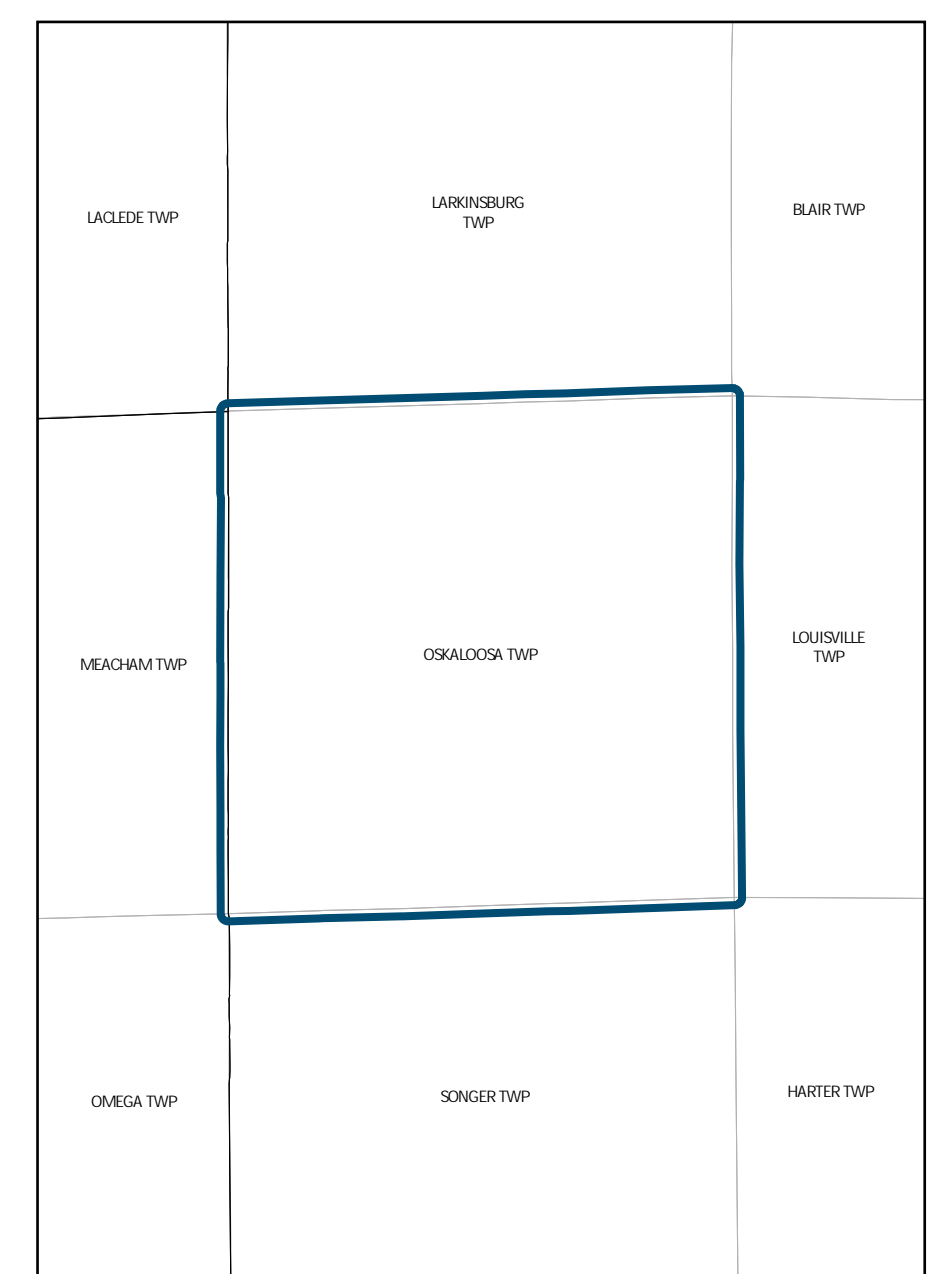 LACLEDE TWP
LARKINSBURG
TWP
BLAIR TWP
MEACHAM TWP
OSKALOOSA TWP
LOUISVILLE
TWP
OMEGA TWP
SONGER TWP
HARTER TWP